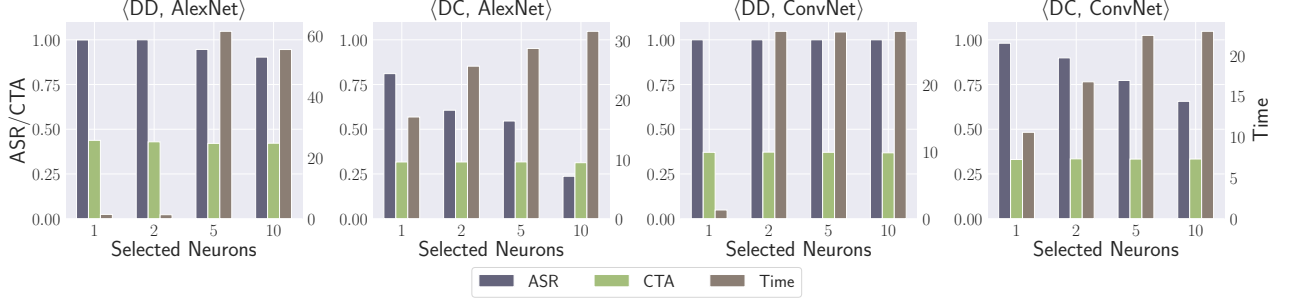 ⟨DD, AlexNet⟩
ASR/CTA
1.00
0.75
0.50
0.25
0.00
60
40
20
0
1 2 5 10
Selected Neurons
⟨DC, AlexNet⟩
1.00
0.75
0.50
0.25
0.00
30
20
10
0
1 2 5 10
Selected Neurons
⟨DD, ConvNet⟩
1.00
0.75
0.50
0.25
0.00
20
10
0
1 2 5 10
Selected Neurons
⟨DC, ConvNet⟩
1.00
0.75
0.50
0.25
0.00
20
15
10
5
0
Time
1 2 5 10
Selected Neurons
ASR CTA Time